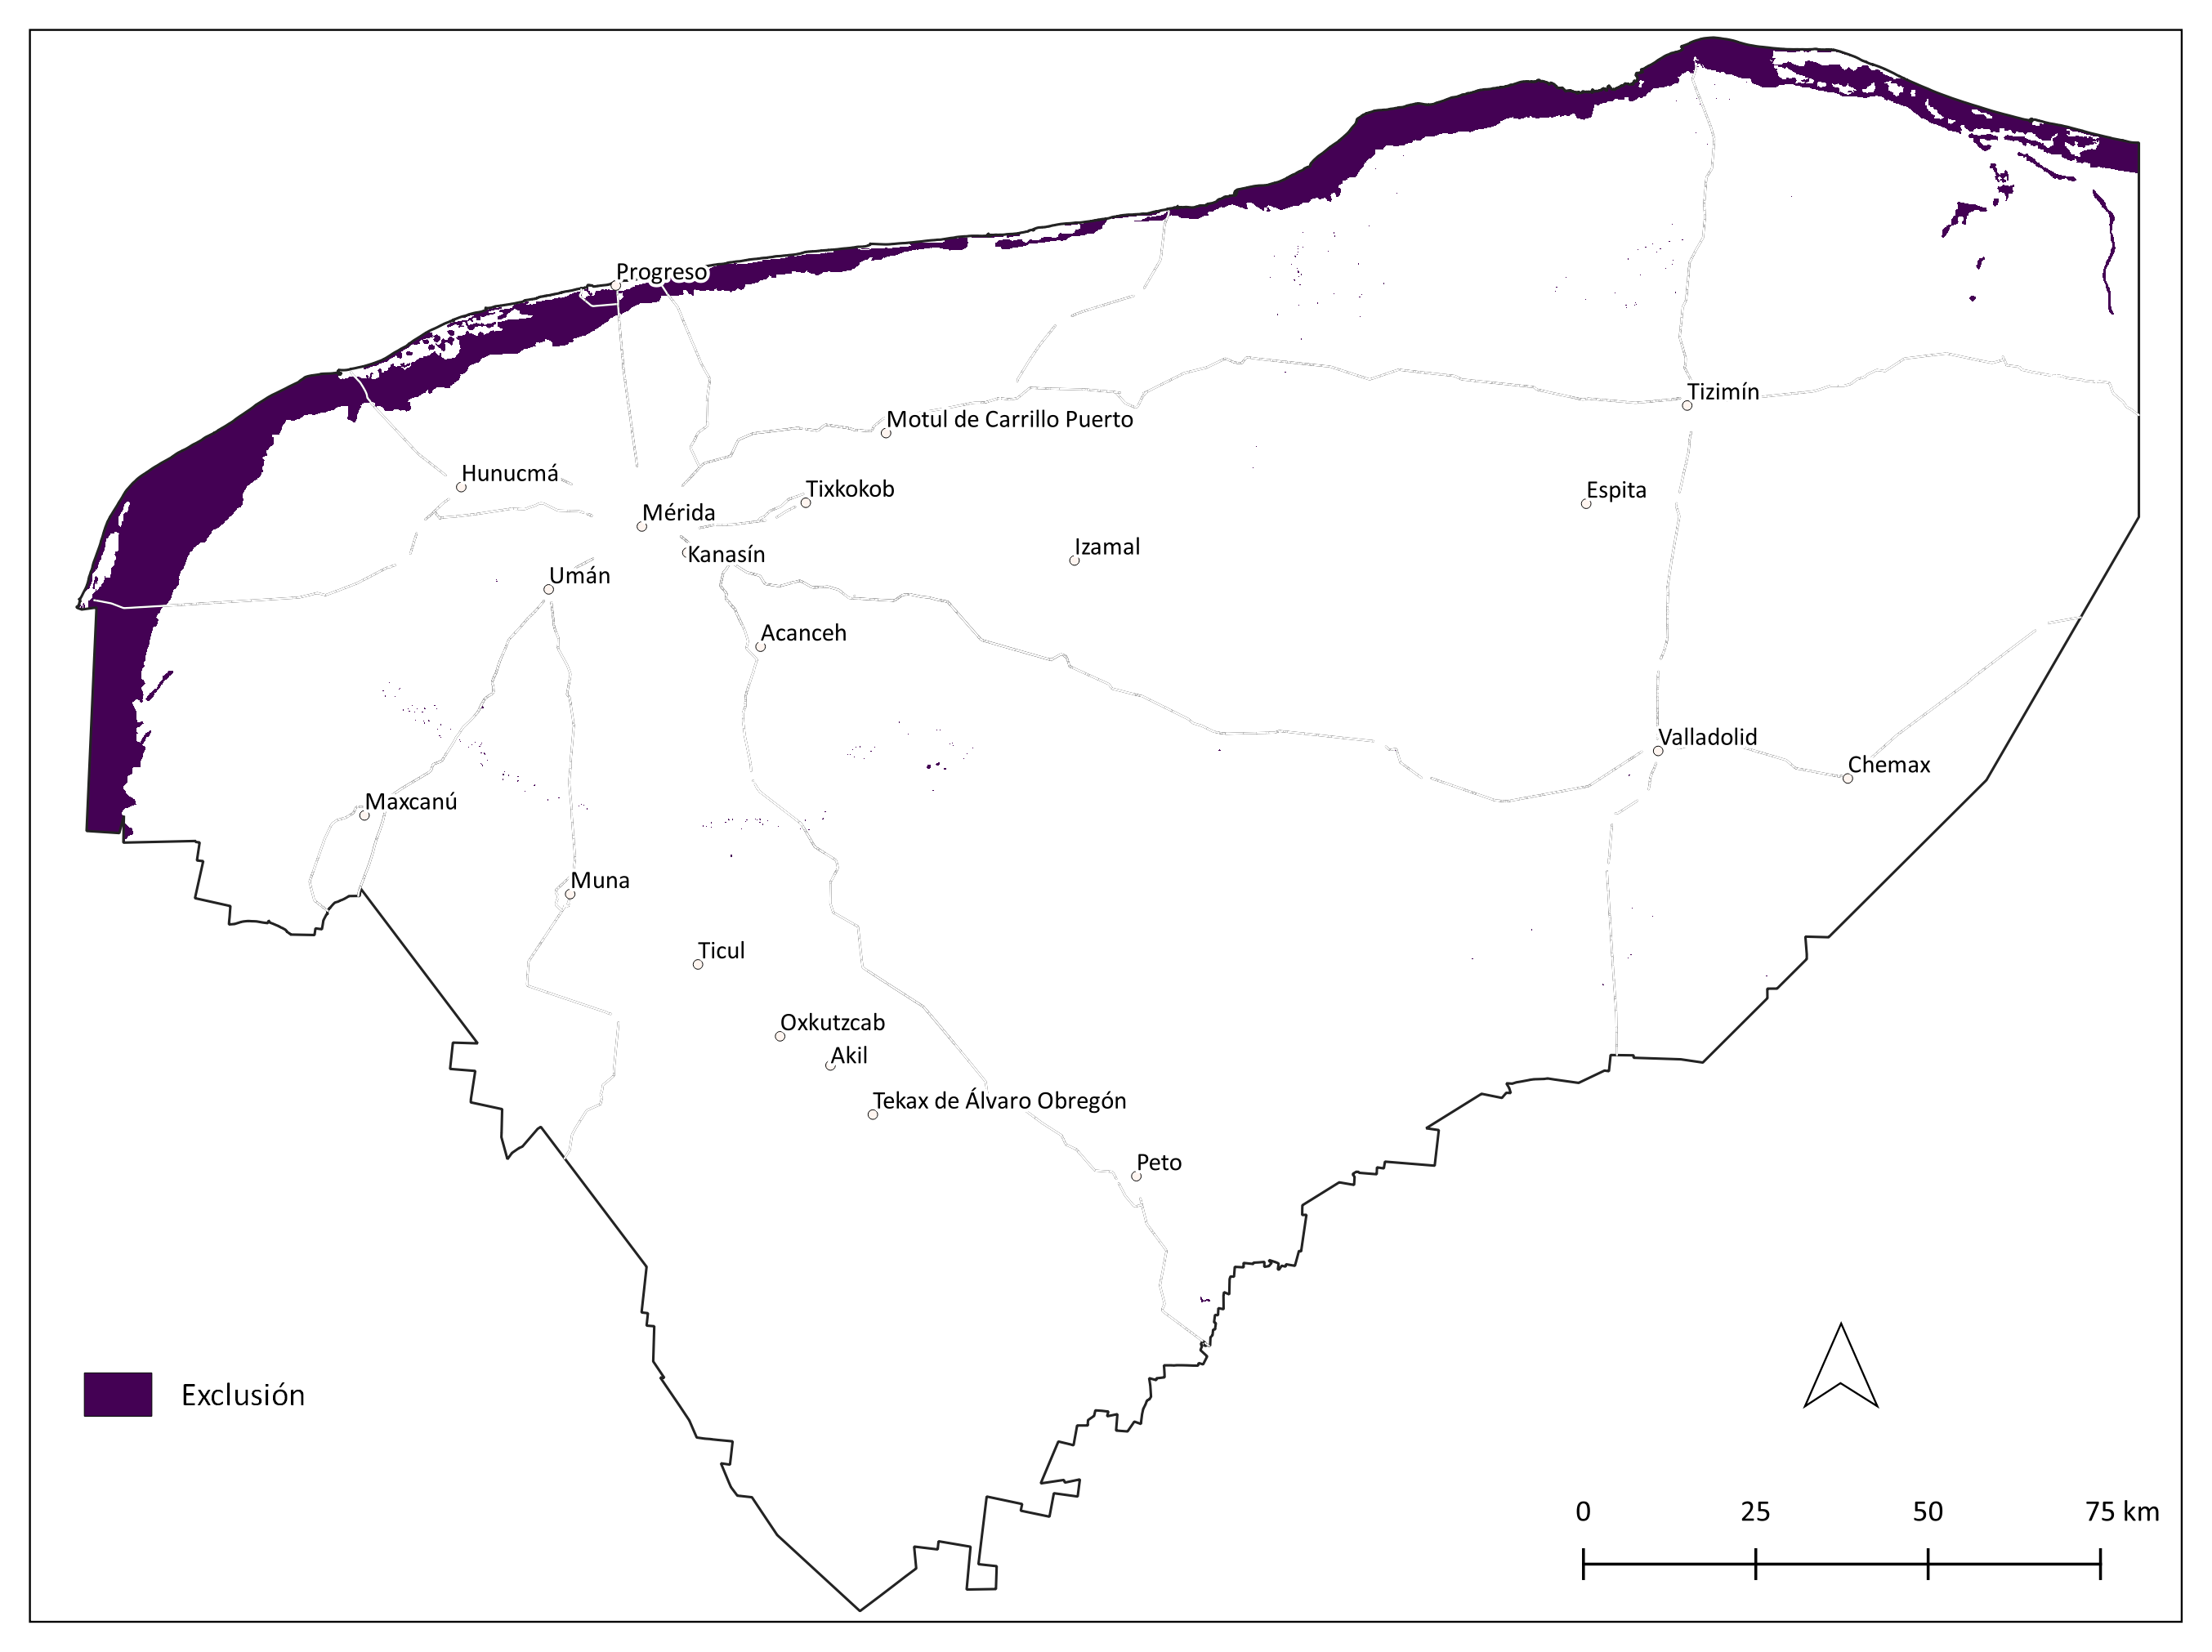 Progreso
Tizimín
Motul de Carrillo Puerto
Hunucmá
Tixkokob
Espita
Mérida
Kanasín
Izamal
Umán
Acanceh
Valladolid
Chemax
Maxcanú
Muna
Ticul
Oxkutzcab
Akil
Tekax de Álvaro Obregón
Peto
Exclusión
0 25 50 75 km